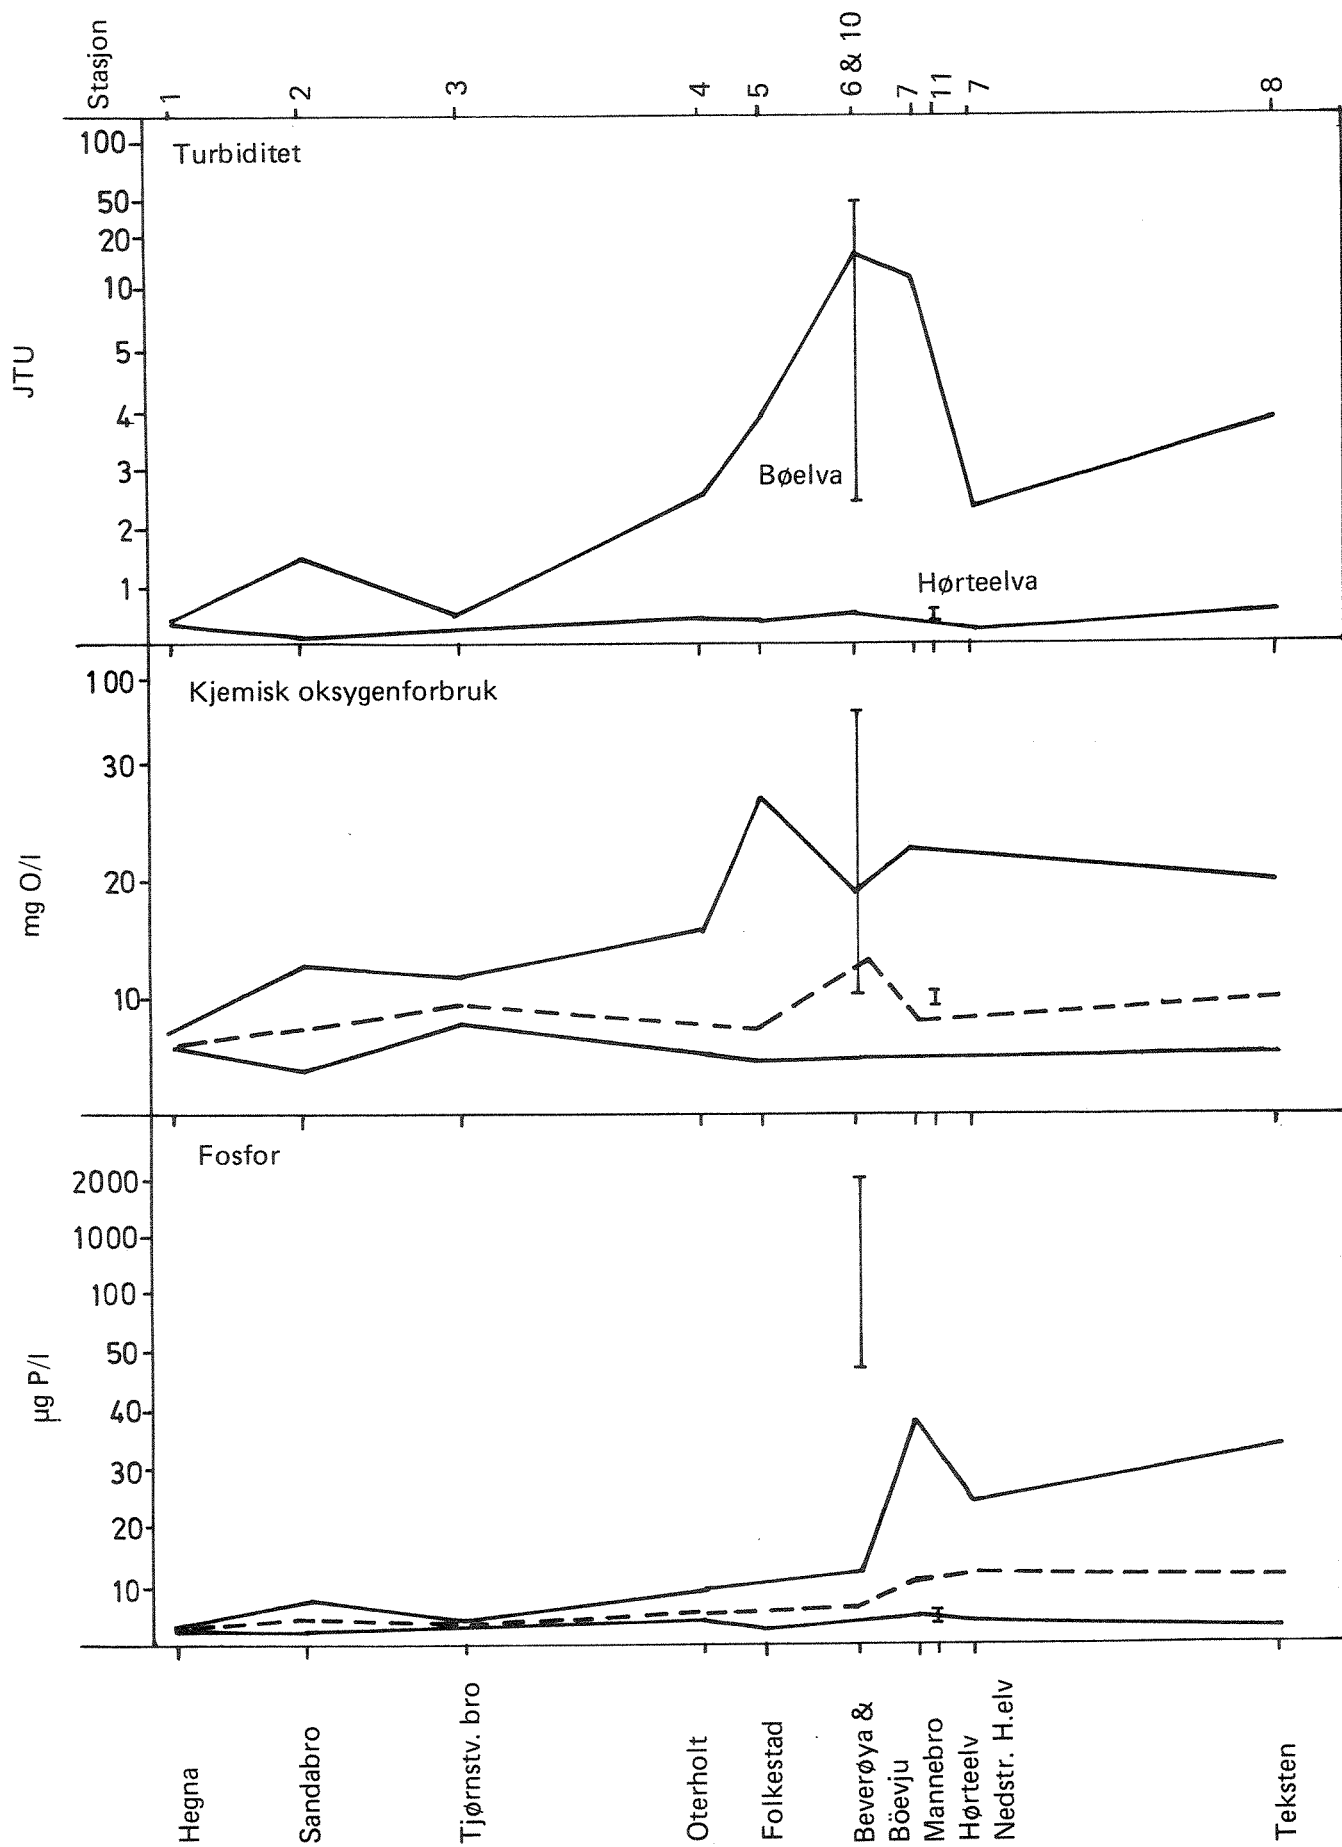 Stasjon
1
2
3
4
5
6 & 10
7
11
7
8
Turbiditet
JTU
100
50
20
10
5
4
3
2
1
Bøelva
Hørteelva
Kjemisk oksygenforbruk
mg O/l
100
30
20
10
Fosfor
µg P/l
2000
1000
100
50
40
30
20
10
Hegna
Sandabro
Tjørnstv. bro
Oterholt
Folkestad
Beverøya &
Böevju
Mannebro
Hørteelv
Nedstr. H.elv
Teksten